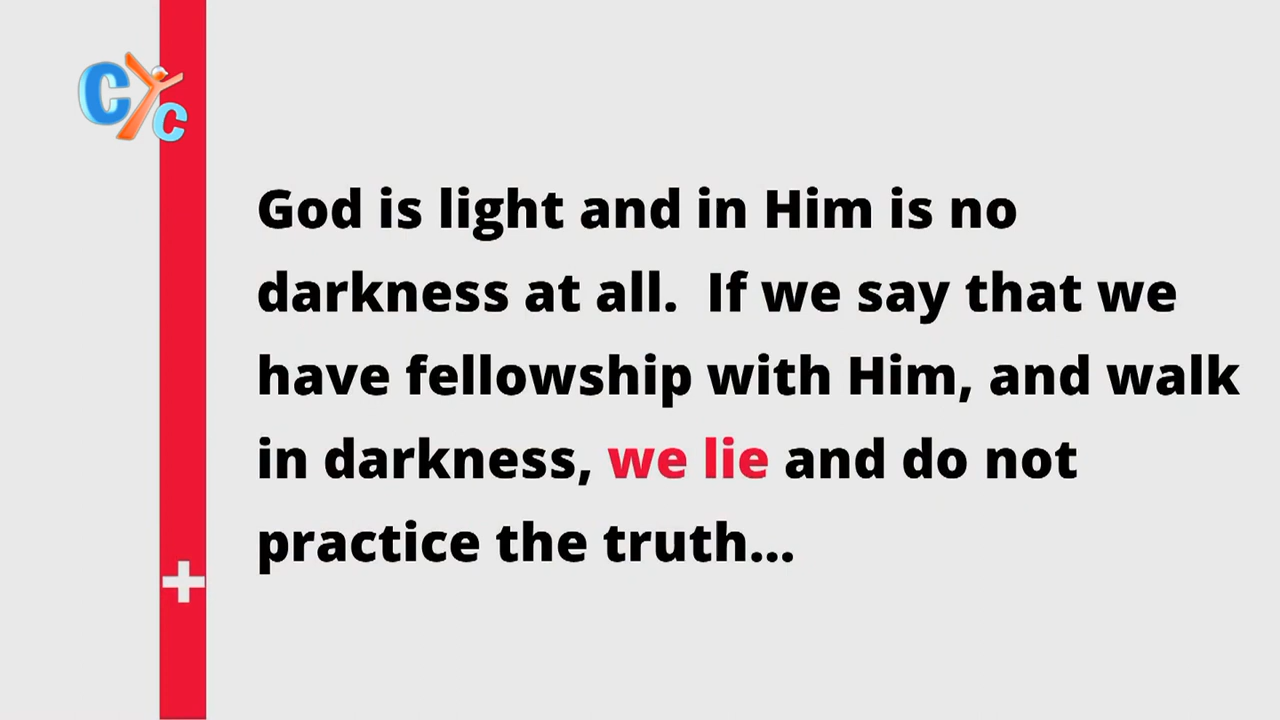 CYC
God is light and in Him is no
darkness at all.  If we say that we
have fellowship with Him, and walk
in darkness, we lie and do not
practice the truth...